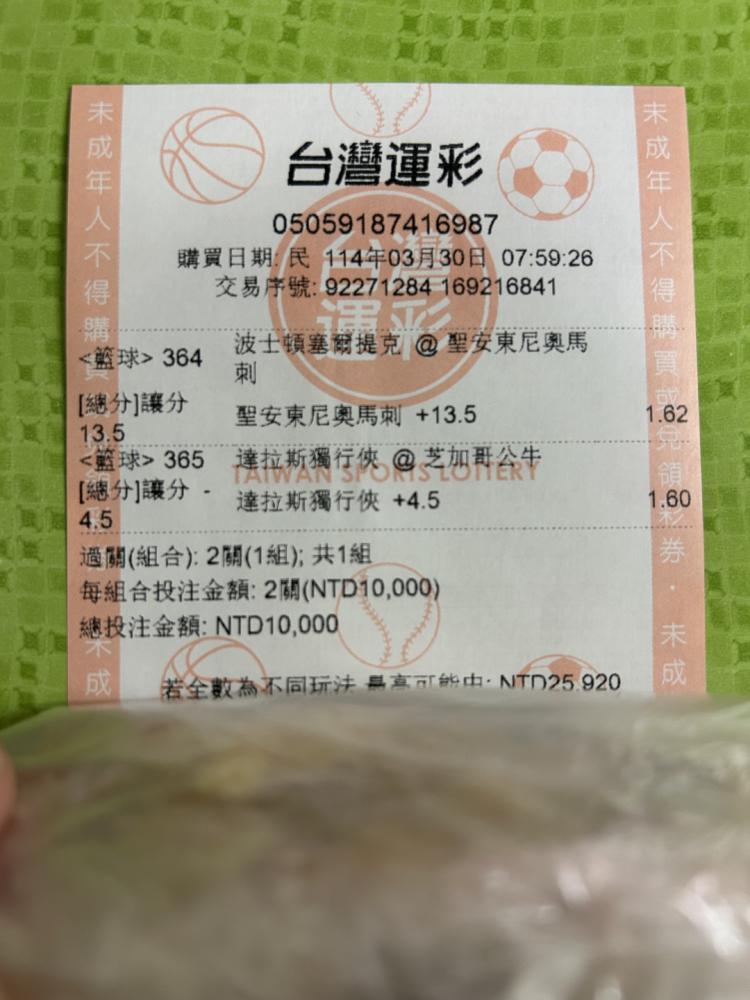 台灣運彩
05059187416987
購買日期: 民 114年03月30日 07:59:26
交易序號: 92271284 169216841
<籃球> 364 波士頓塞爾提克 @ 聖安東尼奧馬
刺
[總分]讓分
13.5 聖安東尼奧馬刺 +13.5 1.62
<籃球> 365 達拉斯獨行俠 @ 芝加哥公牛
TAIWAN SPORTS LOTTERY
[總分]讓分 -
4.5 達拉斯獨行俠 +4.5 1.60
過關(組合): 2關(1組); 共1組
每組合投注金額: 2關(NTD10,000)
總投注金額: NTD10,000
若全數為不同玩法 最高可能中: NTD25,920
台灣
運彩
未成年人不得購買
未成
未成年人不得購買或兌領彩券・未成